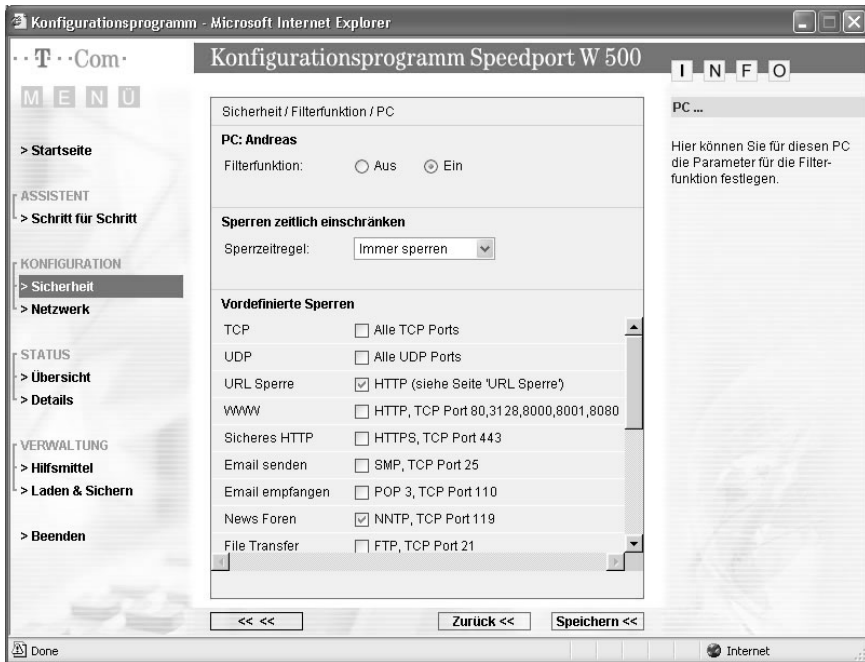 Konfigurationsprogramm - Microsoft Internet Explorer
··T··Com·
Konfigurationsprogramm Speedport W 500
INFO
MENÜ
> Startseite
ASSISTENT
> Schritt für Schritt
KONFIGURATION
> Sicherheit
> Netzwerk
STATUS
> Übersicht
> Details
VERWALTUNG
> Hilfsmittel
> Laden & Sichern
> Beenden
Sicherheit / Filterfunktion / PC
PC: Andreas
Filterfunktion: Aus Ein
Sperren zeitlich einschränken
Sperrzeitregel: Immer sperren
Vordefinierte Sperren
TCP Alle TCP Ports
UDP Alle UDP Ports
URL Sperre HTTP (siehe Seite 'URL Sperre')
WWW HTTP, TCP Port 80,3128,8000,8001,8080
Sicheres HTTP HTTPS, TCP Port 443
Email senden SMP, TCP Port 25
Email empfangen POP 3, TCP Port 110
News Foren NNTP, TCP Port 119
File Transfer FTP, TCP Port 21
<< <<
Zurück <<
Speichern <<
PC ...
Hier können Sie für diesen PC
die Parameter für die Filter-
funktion festlegen.
Done
Internet